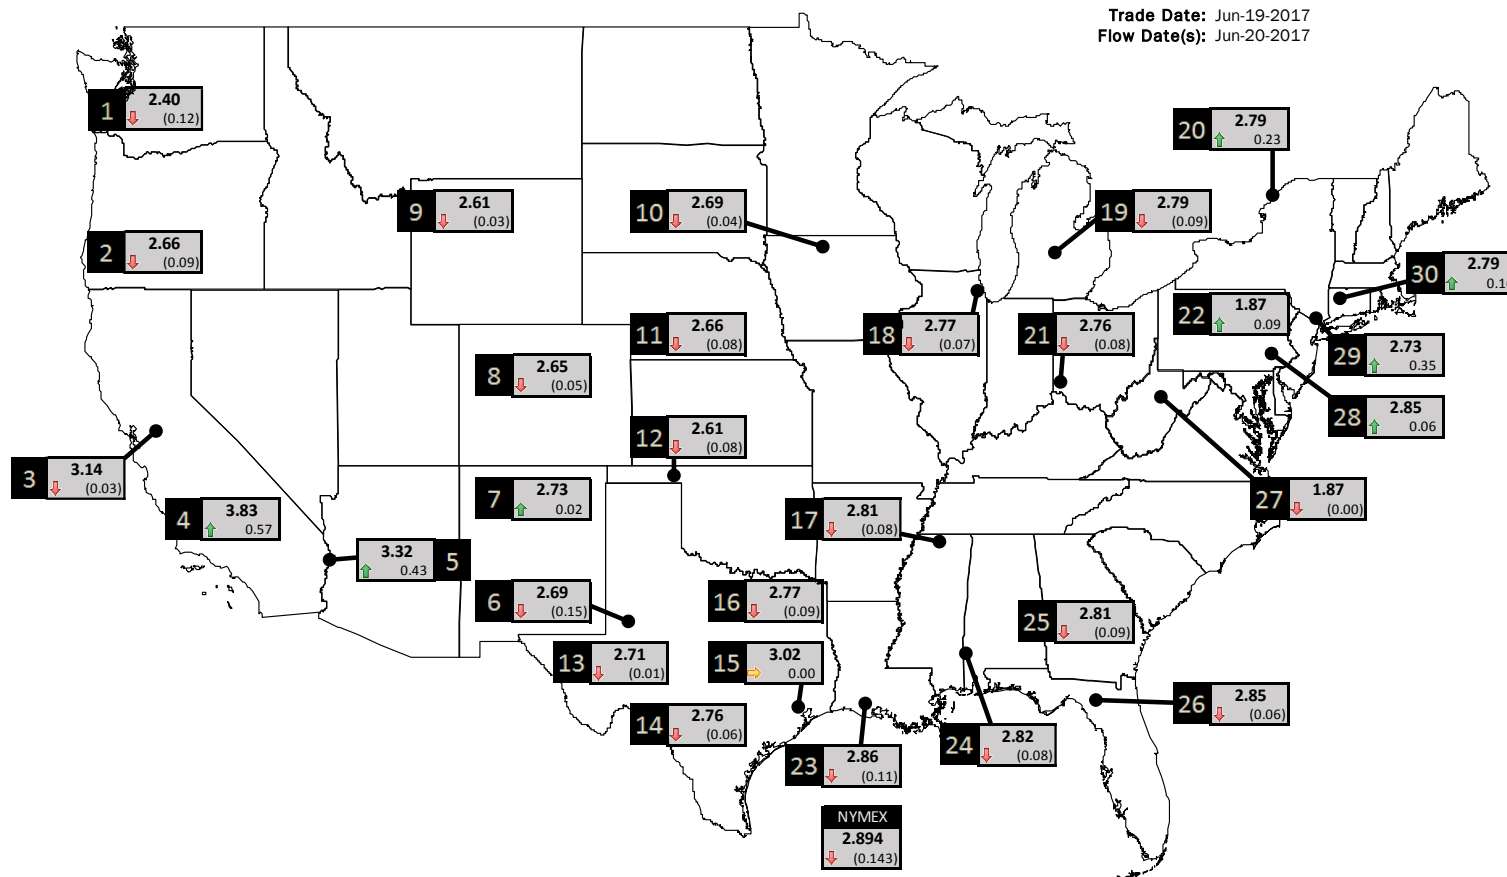 Trade Date: Jun-19-2017
Flow Date(s): Jun-20-2017
1 2.40 (0.12)
20 2.79 0.23
9 2.61 (0.03)
10 2.69 (0.04)
19 2.79 (0.09)
2 2.66 (0.09)
30 2.79
22 1.87 0.09
11 2.66 (0.08)
18 2.77 (0.07)
21 2.76 (0.08)
29 2.73 0.35
8 2.65 (0.05)
28 2.85 0.06
12 2.61 (0.08)
3 3.14 (0.03)
7 2.73 0.02
27 1.87 (0.00)
4 3.83 0.57
17 2.81 (0.08)
3.32 0.43 5
6 2.69 (0.15)
16 2.77 (0.09)
25 2.81 (0.09)
13 2.71 (0.01)
15 3.02 0.00
26 2.85 (0.06)
14 2.76 (0.06)
24 2.82 (0.08)
23 2.86 (0.11)
NYMEX
2.894
(0.143)